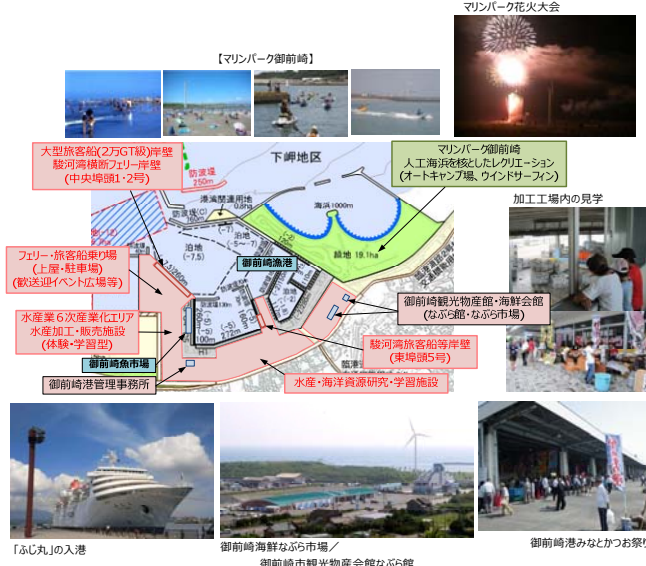 マリンパーク花火大会
【マリンパーク御前崎】
大型旅客船(2万GT級)岸壁
駿河湾横断フェリー岸壁
(中央埠頭1・2号)
下岬地区
マリンパーク御前崎
人工海浜を核としたレクリエーション
(オートキャンプ場、ウインドサーフィン)
防波堤
250m
港湾関連用地
0.8ha
海浜 1000m
加工工場内の見学
泊地
(-7.5)
泊地
緑地 19.1ha
御前崎漁港
フェリー・旅客船乗り場
(上屋・駐車場)
(歓送迎イベント広場等)
御前崎観光物産館・海鮮会館
(なぶら館・なぶら市場)
水産業６次産業化エリア
水産加工・販売施設
(体験・学習型)
駿河湾旅客船等岸壁
(東埠頭5号)
御前崎魚市場
御前崎港管理事務所
水産・海洋資源研究・学習施設
「ふじ丸」の入港
御前崎海鮮なぶら市場／
御前崎市観光物産会館なぶら館
御前崎港みなとかつお祭り